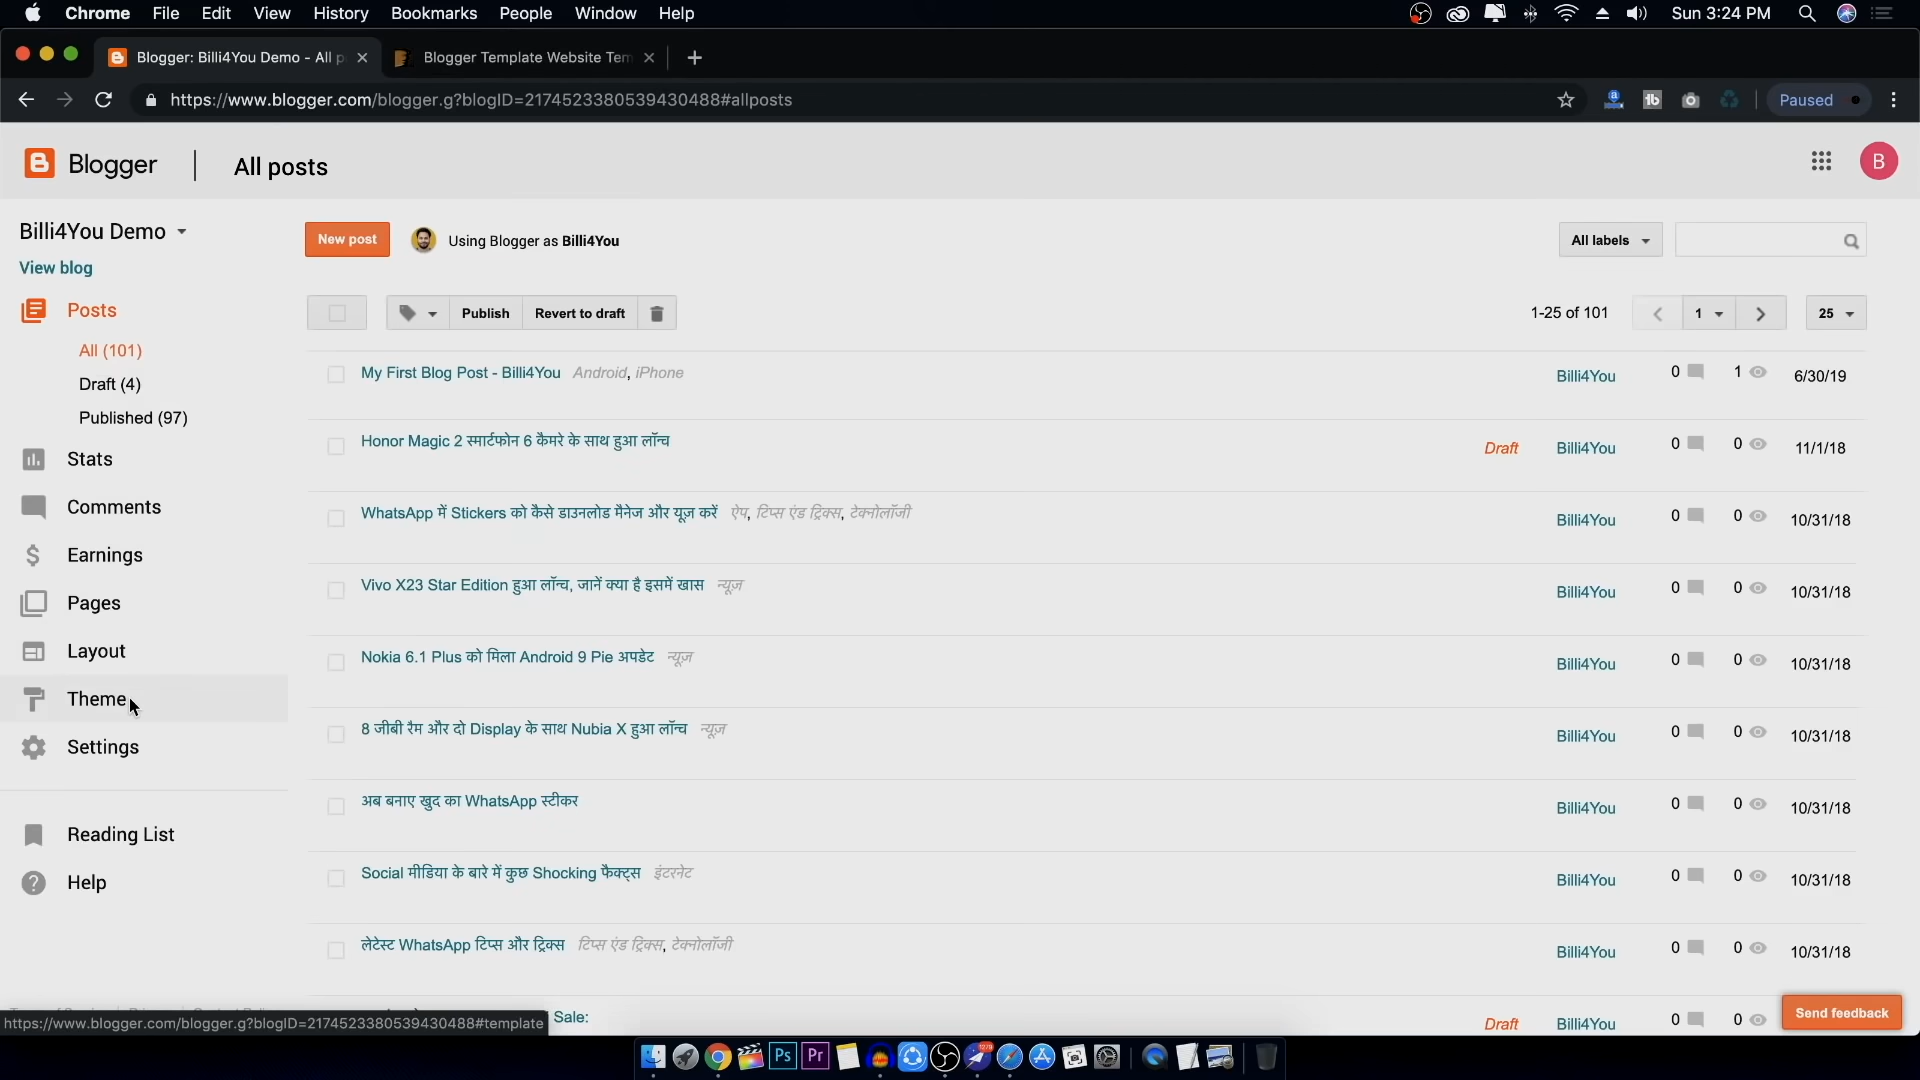 Chrome File Edit View History Bookmarks People Window Help Sun 3:24 PM
Blogger: Billi4You Demo - All p Blogger Template Website Tem
https://www.blogger.com/blogger.g?blogID=2174523380539430488#allposts Paused
Blogger All posts B
Billi4You Demo
View blog
New post Using Blogger as Billi4You All labels
Posts
All (101)
Draft (4)
Published (97)
Stats
Comments
Earnings
Pages
Layout
Theme
Settings
Reading List
Help
Publish Revert to draft 1-25 of 101 1 25
My First Blog Post - Billi4You Android, iPhone Billi4You 0 1 6/30/19
Honor Magic 2 स्मार्टफोन 6 कैमरे के साथ हुआ लॉन्च Draft Billi4You 0 0 11/1/18
WhatsApp में Stickers को कैसे डाउनलोड मैनेज और यूज़ करें ऐप, टिप्स एंड ट्रिक्स, टेक्नोलॉजी Billi4You 0 0 10/31/18
Vivo X23 Star Edition हुआ लॉन्च, जानें क्या है इसमें खास न्यूज़ Billi4You 0 0 10/31/18
Nokia 6.1 Plus को मिला Android 9 Pie अपडेट न्यूज़ Billi4You 0 0 10/31/18
8 जीबी रैम और दो Display के साथ Nubia X हुआ लॉन्च न्यूज़ Billi4You 0 0 10/31/18
अब बनाए खुद का WhatsApp स्टीकर Billi4You 0 0 10/31/18
Social मीडिया के बारे में कुछ Shocking फैक्ट्स इंटरनेट Billi4You 0 0 10/31/18
लेटेस्ट WhatsApp टिप्स और ट्रिक्स टिप्स एंड ट्रिक्स, टेक्नोलॉजी Billi4You 0 0 10/31/18
Sale: Draft Billi4You 0 0
Send feedback
https://www.blogger.com/blogger.g?blogID=2174523380539430488#template
Ps Pr